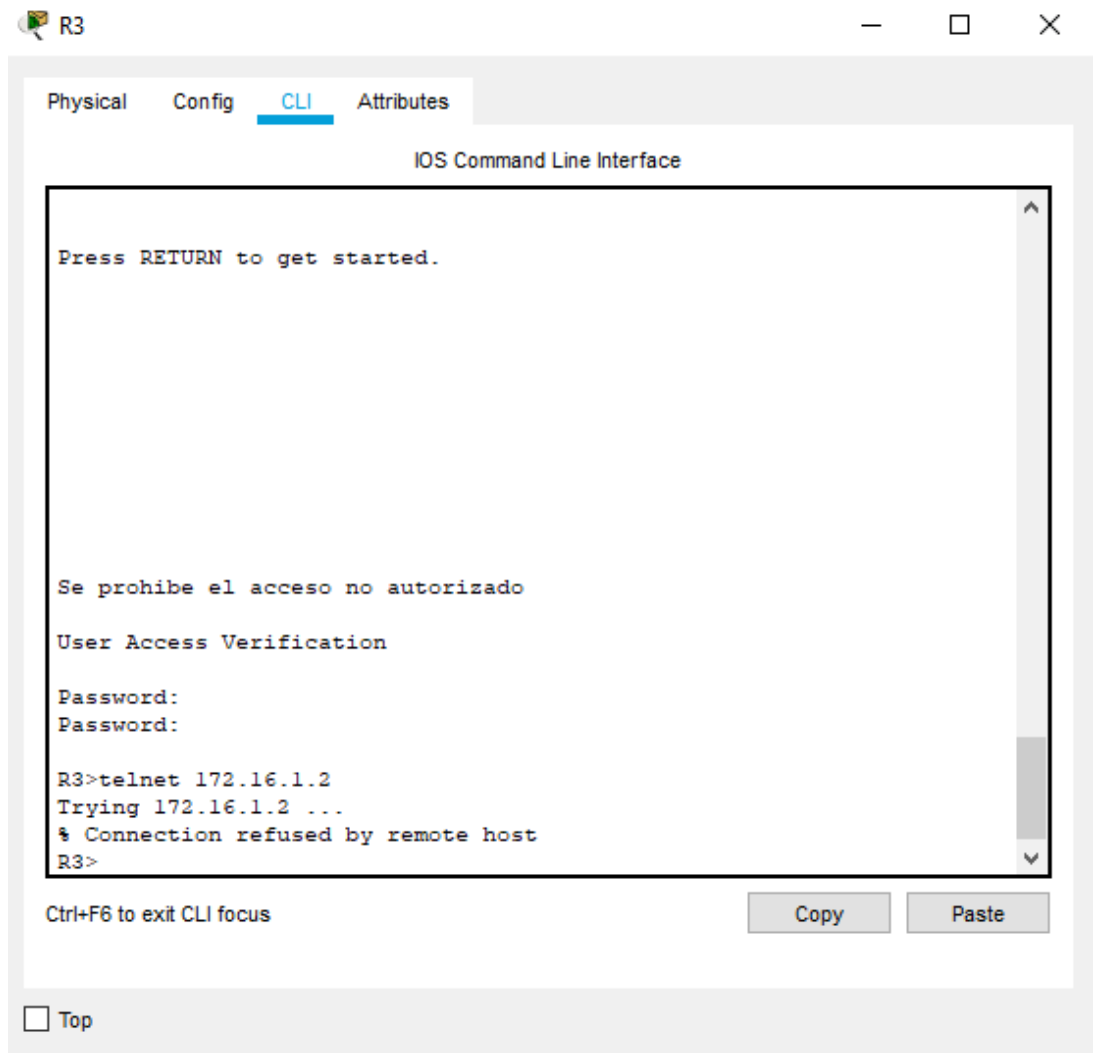 R3
Physical Config CLI Attributes
IOS Command Line Interface
Press RETURN to get started.
Se prohibe el acceso no autorizado
User Access Verification
Password:
Password:
R3>telnet 172.16.1.2
Trying 172.16.1.2 ...
% Connection refused by remote host
R3>
Ctrl+F6 to exit CLI focus
Copy
Paste
Top